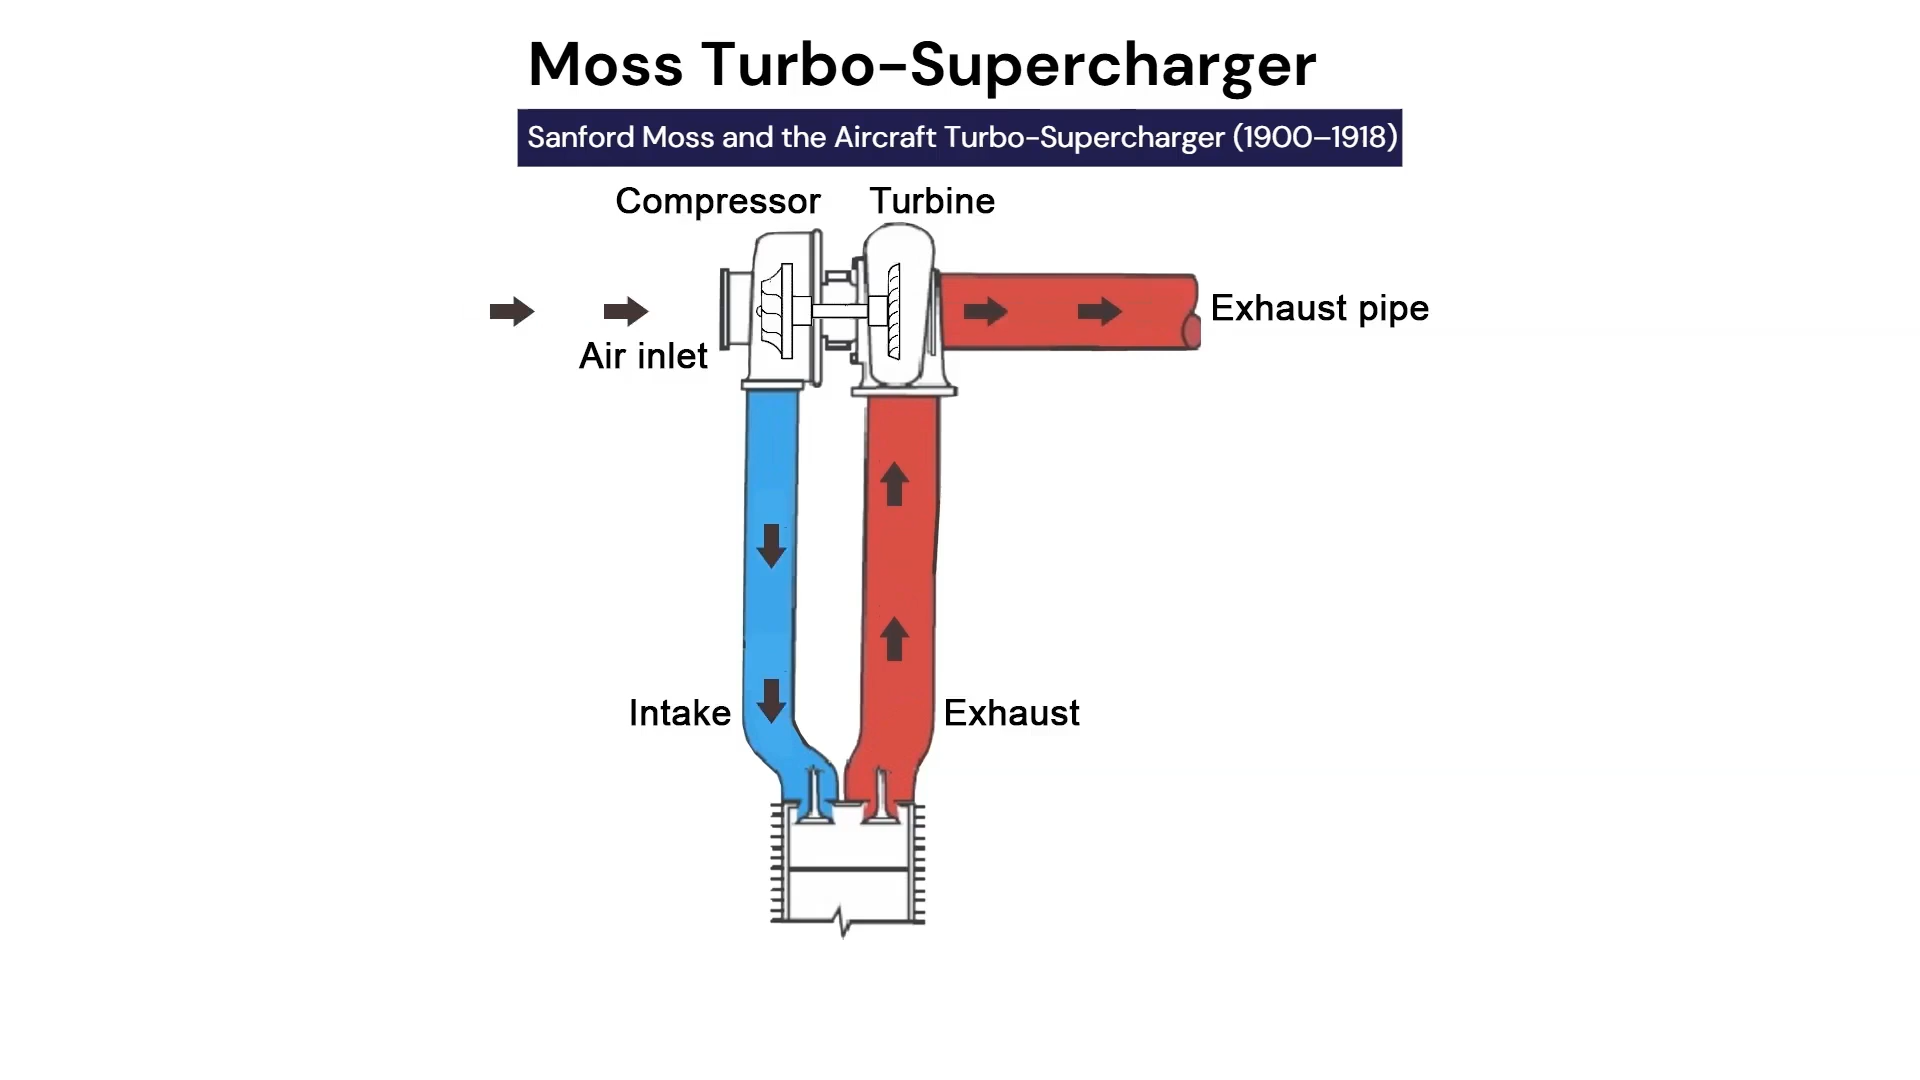 Moss Turbo-Supercharger
Sanford Moss and the Aircraft Turbo-Supercharger (1900–1918)
Compressor
Turbine
Air inlet
Exhaust pipe
Intake
Exhaust